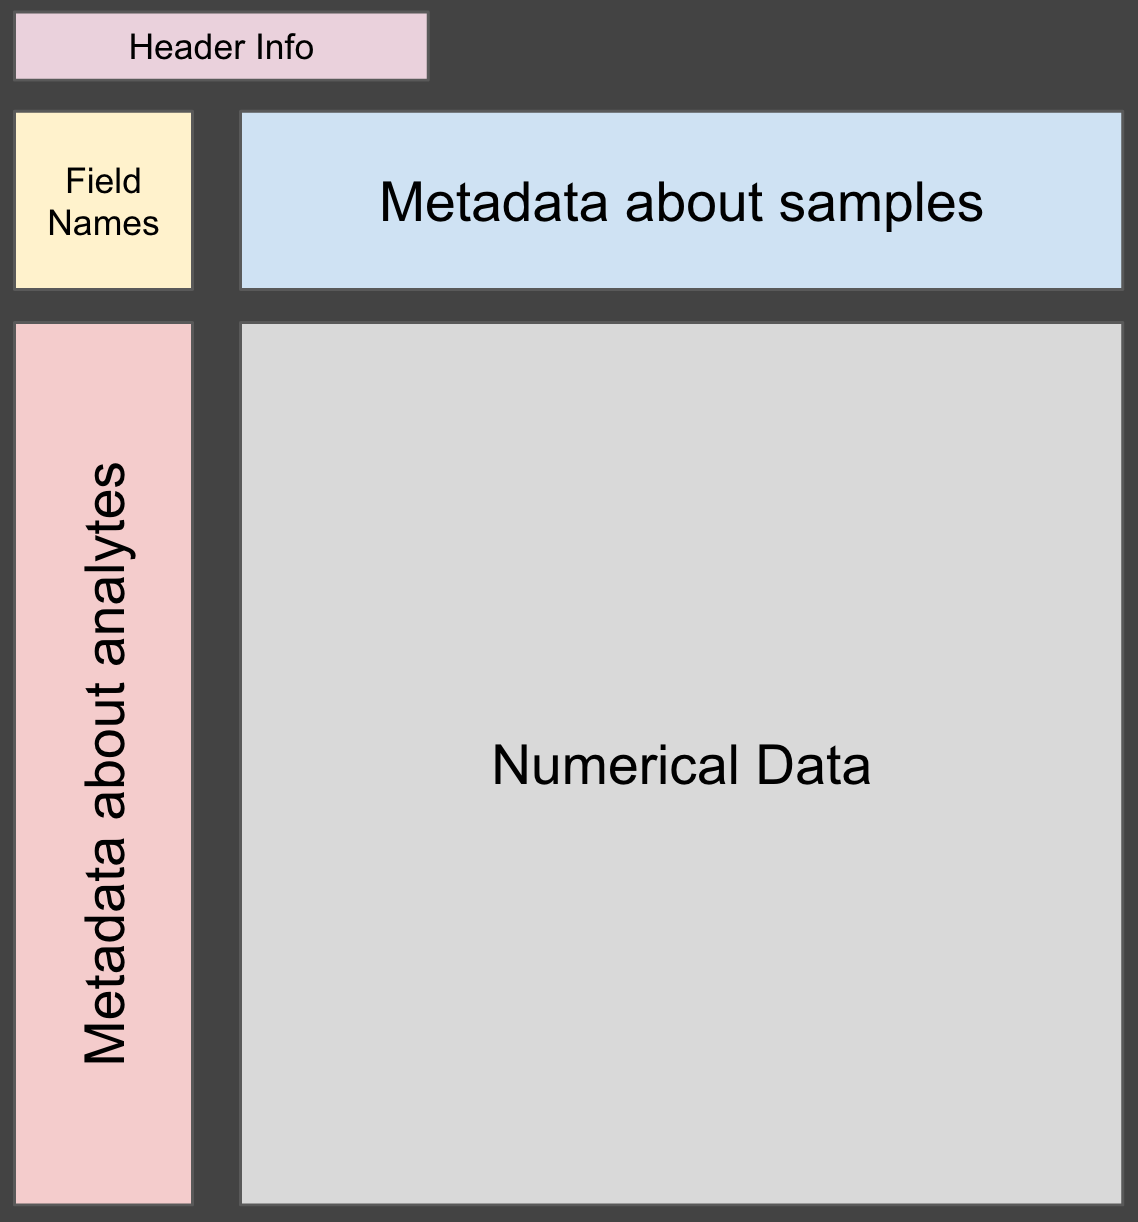 Header Info
Field
Names
Metadata about samples
Metadata about analytes
Numerical Data